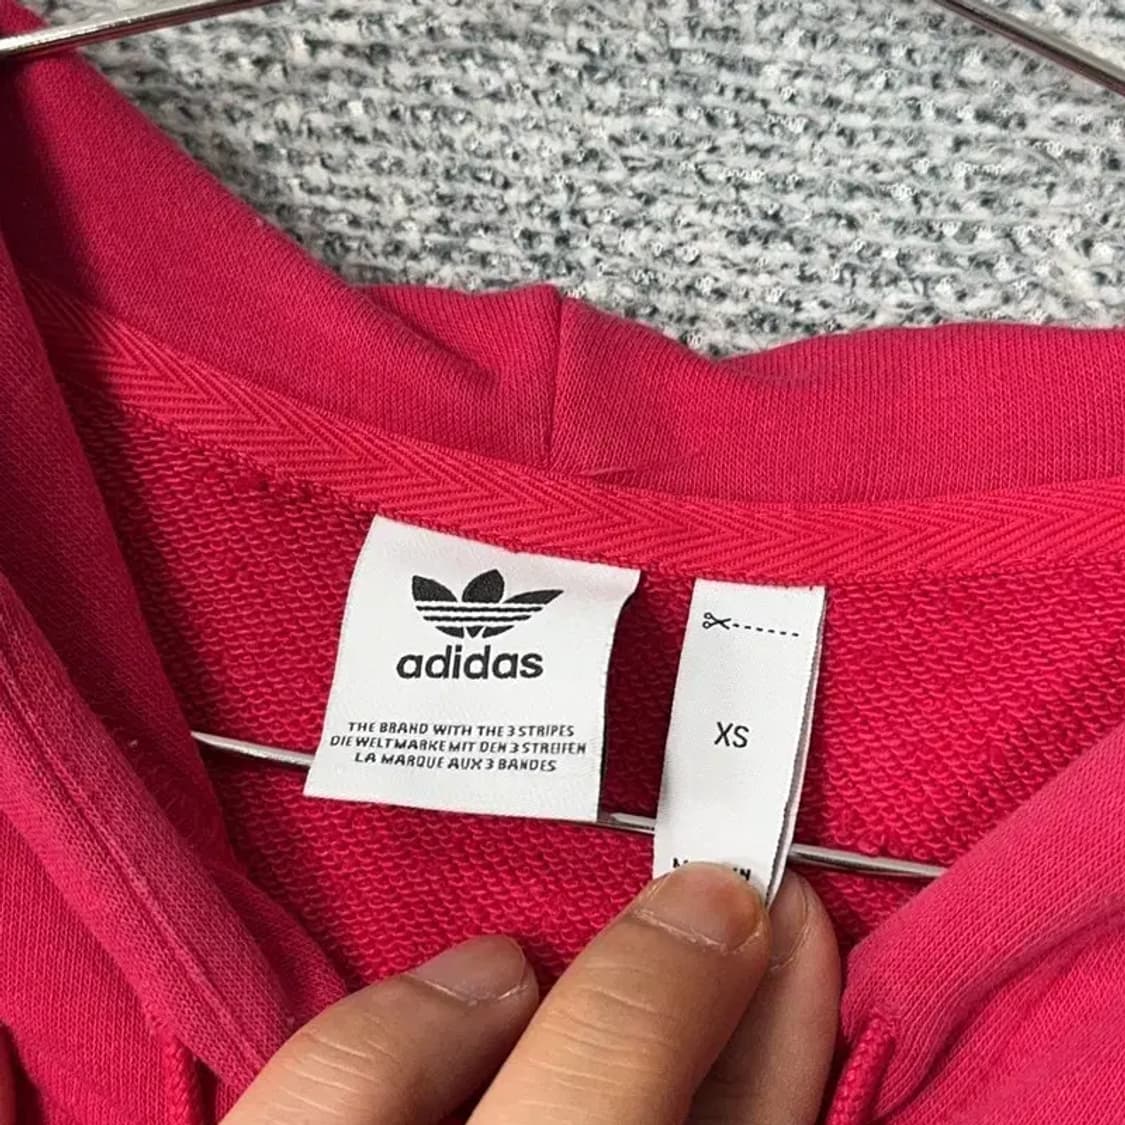 adidas
THE BRAND WITH THE 3 STRIPES
DIE WELTMARKE MIT DEN 3 STREIFEN
LA MARQUE AUX 3 BANDES
XS